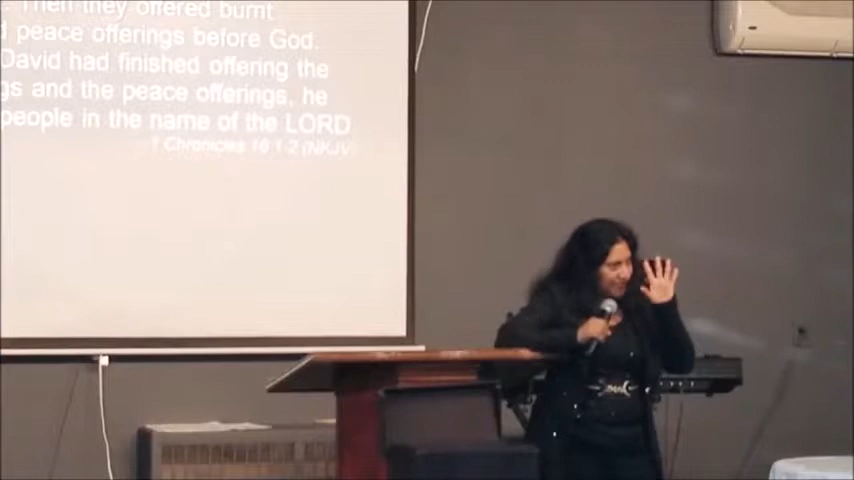 Then they offered burnt
peace offerings before God.
David had finished offering the
gs and the peace offerings, he
people in the name of the LORD
1 Chronicles 16:1-2 (NKJV